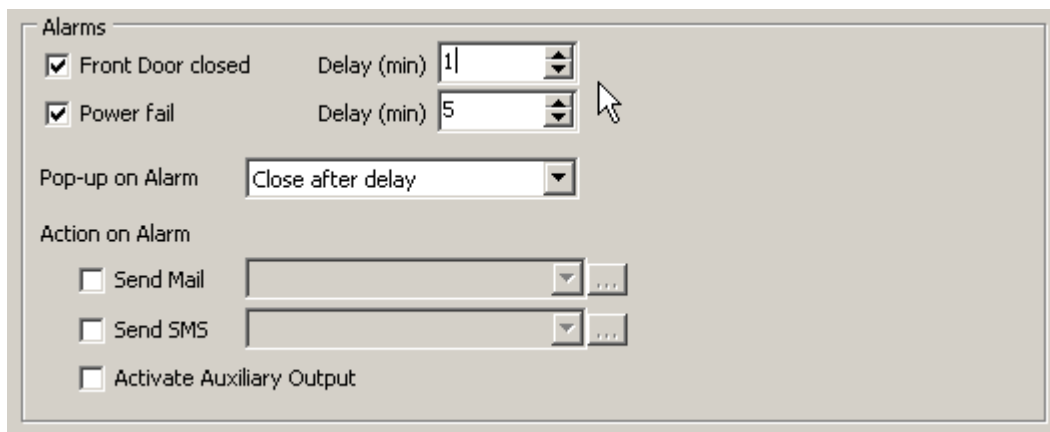 Alarms
Front Door closed Delay (min) 1
Power fail Delay (min) 5
Pop-up on Alarm Close after delay
Action on Alarm
Send Mail ...
Send SMS ...
Activate Auxiliary Output